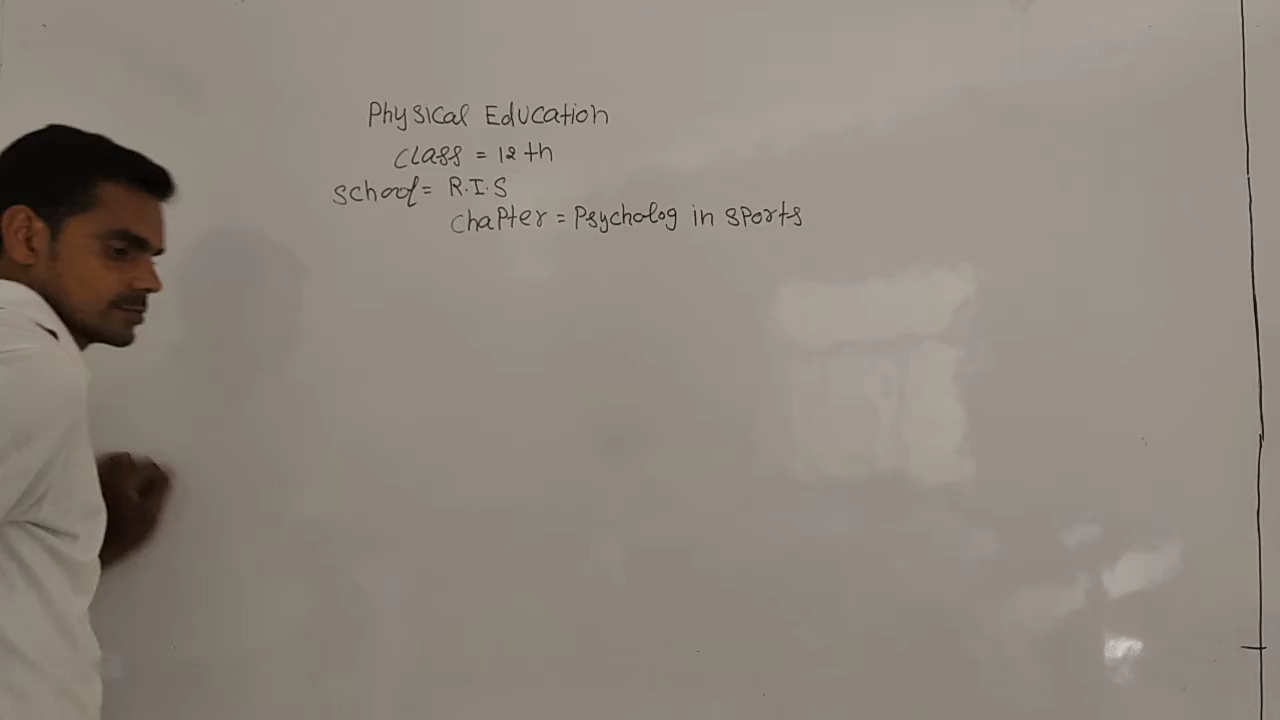 Physical Education
Class = 12th
School = R.I.S
Chapter = Psycholog in sports